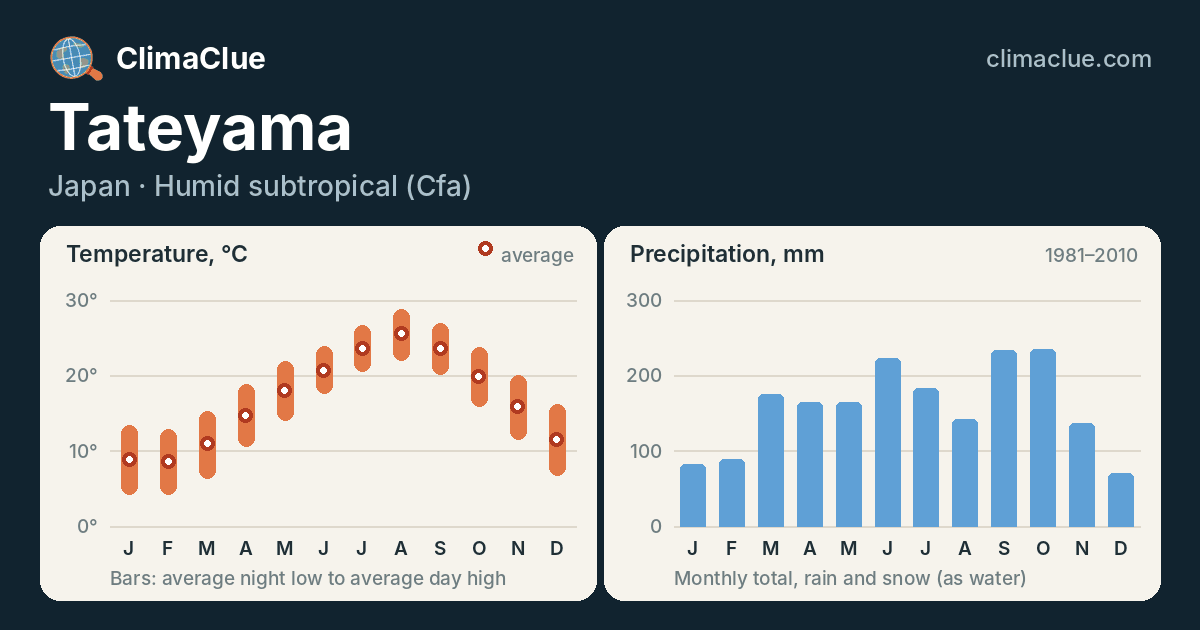 ClimaClue
climaclue.com
Tateyama
Japan · Humid subtropical (Cfa)
Temperature, °C
average
30°
20°
10°
0°
J F M A M J J A S O N D
Bars: average night low to average day high
Precipitation, mm
1981–2010
300
200
100
0
J F M A M J J A S O N D
Monthly total, rain and snow (as water)